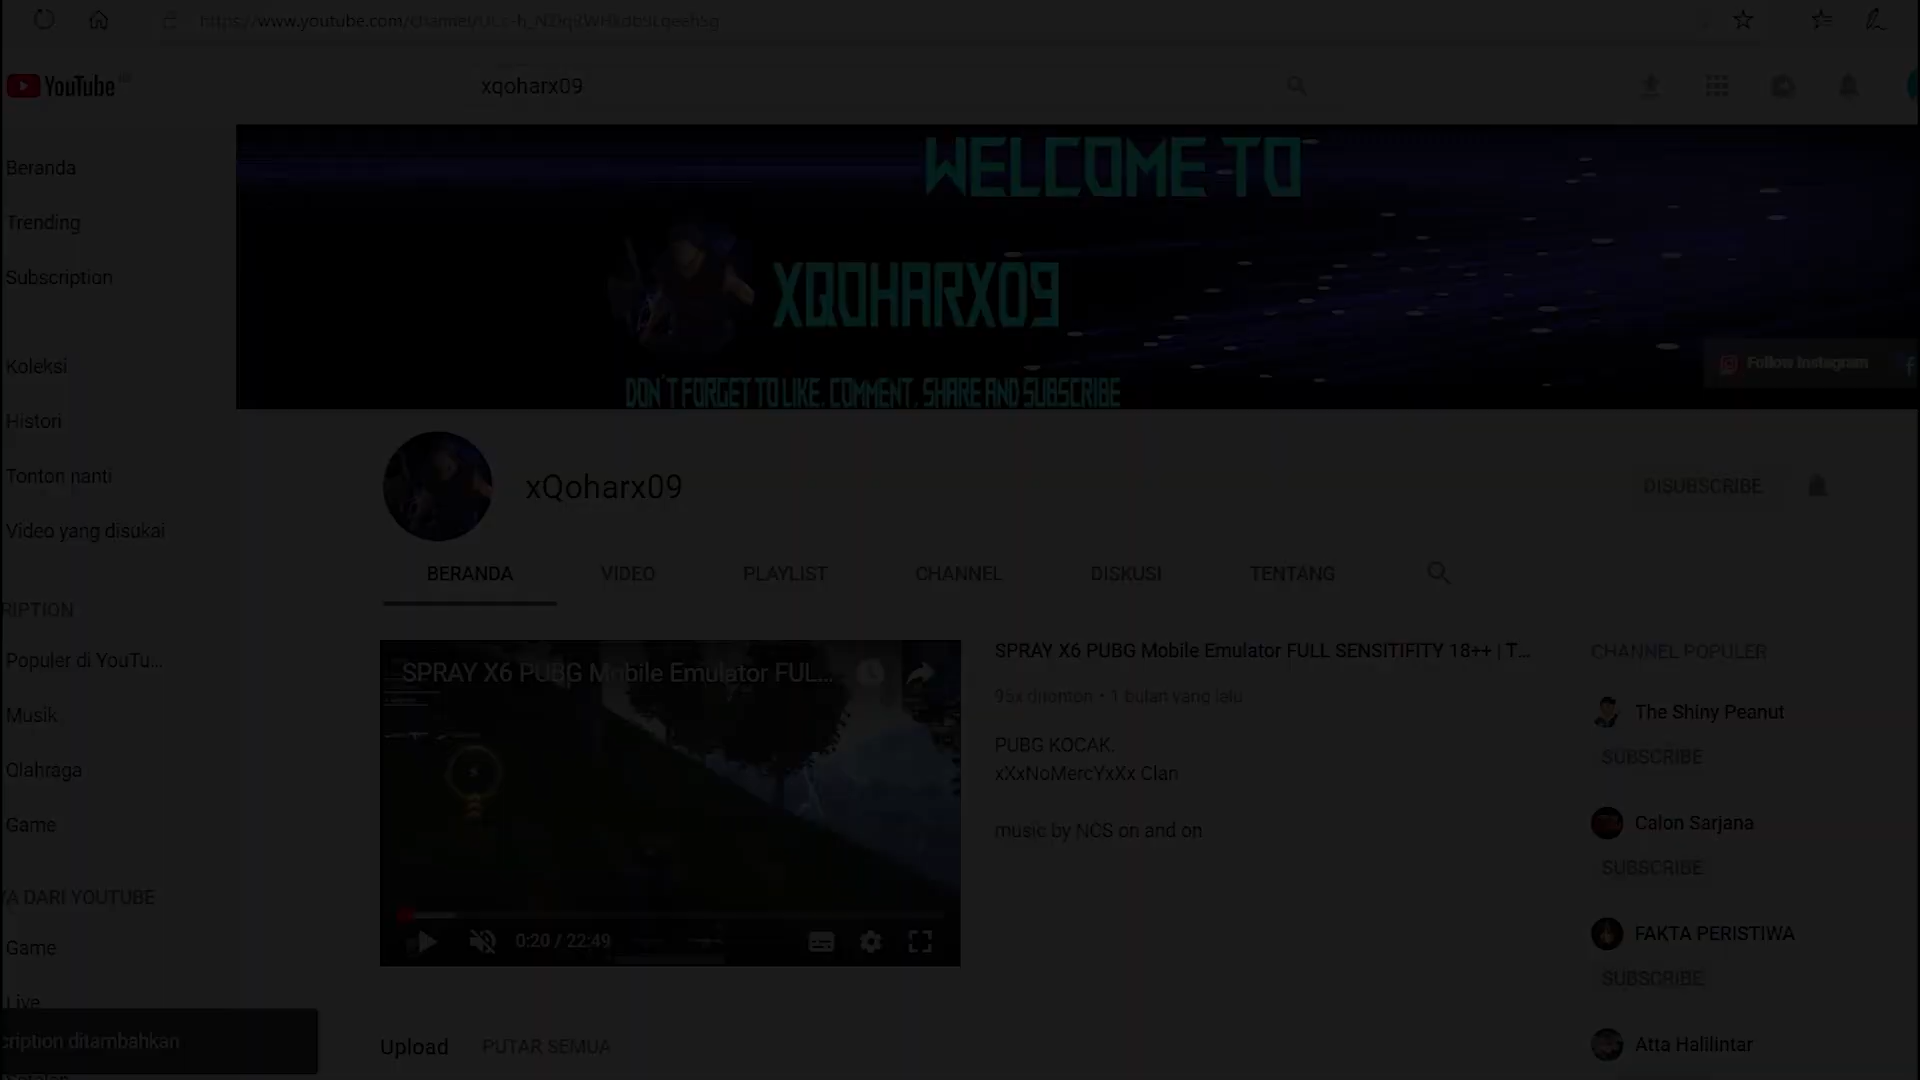 YouTube
xqoharx09
Beranda
Trending
Subscription
Koleksi
Histori
Tonton nanti
Video yang disukai
RIPTION
Populer di YouTu...
Musik
Olahraga
Game
YA DARI YOUTUBE
Game
Live
cription ditambahkan
WELCOME TO
XQOHARX09
DON'T FORGET TO LIKE, COMMENT, SHARE AND SUBSCRIBE
Follow Instagram
xQoharx09
DISUBSCRIBE
BERANDA VIDEO PLAYLIST CHANNEL DISKUSI TENTANG
SPRAY X6 PUBG Mobile Emulator FUL...
0:20 / 22:49
SPRAY X6 PUBG Mobile Emulator FULL SENSITIFITY 18++ | T...
95x ditonton • 1 bulan yang lalu
PUBG KOCAK.
xXxNoMercYxXx Clan
music by NCS on and on
CHANNEL POPULER
The Shiny Peanut
SUBSCRIBE
Calon Sarjana
SUBSCRIBE
FAKTA PERISTIWA
SUBSCRIBE
Atta Halilintar
Upload PUTAR SEMUA